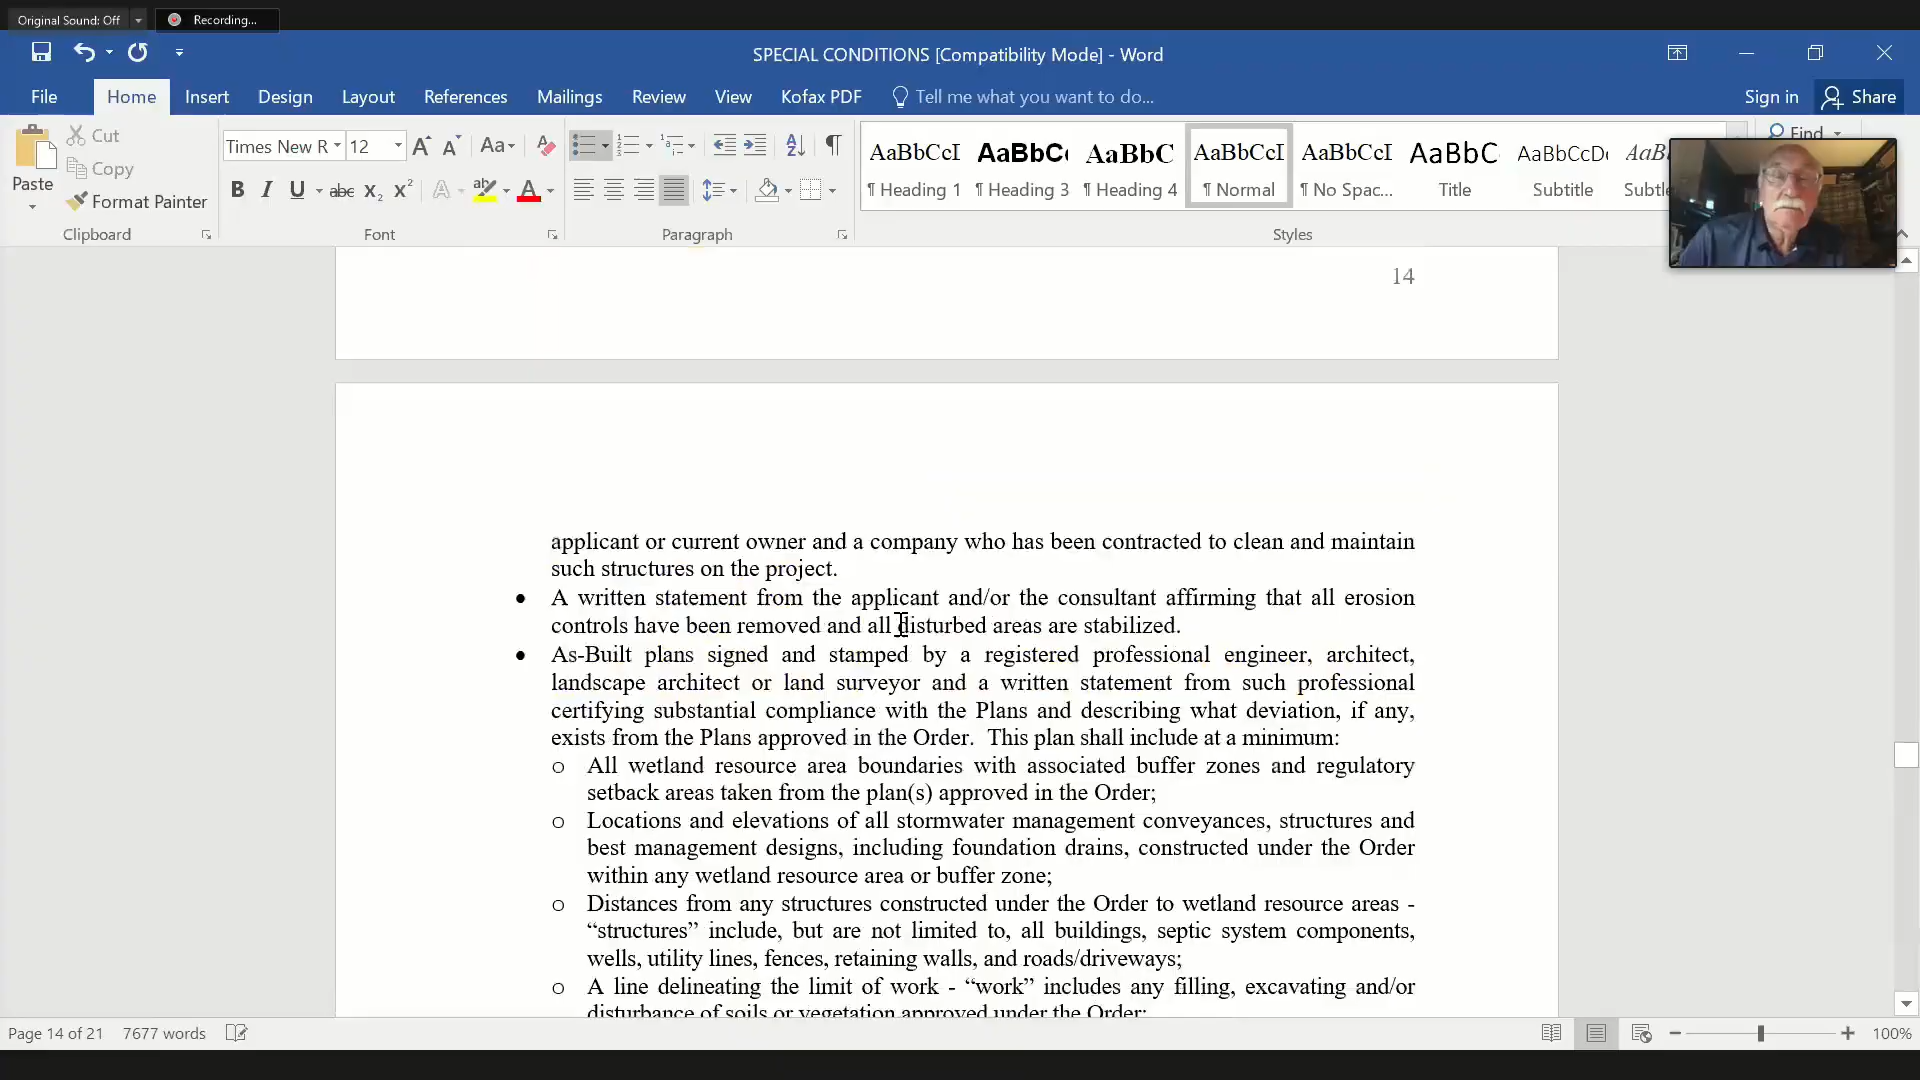 Original Sound: Off
Recording...
SPECIAL CONDITIONS [Compatibility Mode] - Word
File Home Insert Design Layout References Mailings Review View Kofax PDF Tell me what you want to do... Sign in Share
Paste
Cut
Copy
Format Painter
Clipboard
Times New R 12
Font
Paragraph
AaBbCcI AaBbCc AaBbC AaBbCcI AaBbCcI AaBbC AaBbCcD AaB
¶ Heading 1 ¶ Heading 3 ¶ Heading 4 ¶ Normal ¶ No Spac... Title Subtitle Subtle
Styles
Find
14
applicant or current owner and a company who has been contracted to clean and maintain
such structures on the project.
• A written statement from the applicant and/or the consultant affirming that all erosion
controls have been removed and all disturbed areas are stabilized.
• As-Built plans signed and stamped by a registered professional engineer, architect,
landscape architect or land surveyor and a written statement from such professional
certifying substantial compliance with the Plans and describing what deviation, if any,
exists from the Plans approved in the Order. This plan shall include at a minimum:
o All wetland resource area boundaries with associated buffer zones and regulatory
setback areas taken from the plan(s) approved in the Order;
o Locations and elevations of all stormwater management conveyances, structures and
best management designs, including foundation drains, constructed under the Order
within any wetland resource area or buffer zone;
o Distances from any structures constructed under the Order to wetland resource areas -
“structures” include, but are not limited to, all buildings, septic system components,
wells, utility lines, fences, retaining walls, and roads/driveways;
o A line delineating the limit of work - “work” includes any filling, excavating and/or
disturbance of soils or vegetation approved under the Order;
Page 14 of 21 7677 words 100%